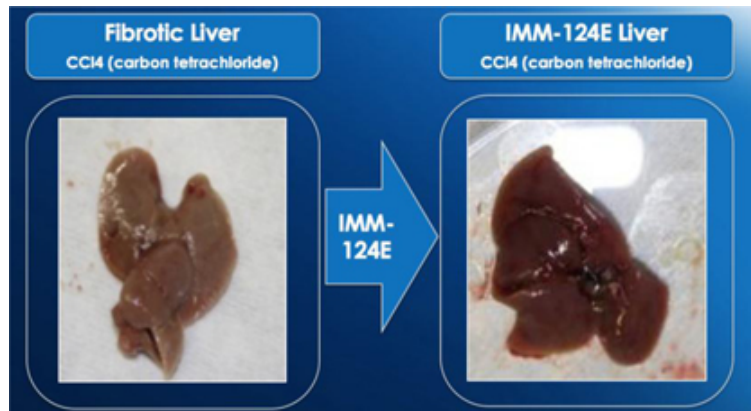 Fibrotic Liver
CCl4 (carbon tetrachloride)
IMM-124E Liver
CCl4 (carbon tetrachloride)
IMM-
124E